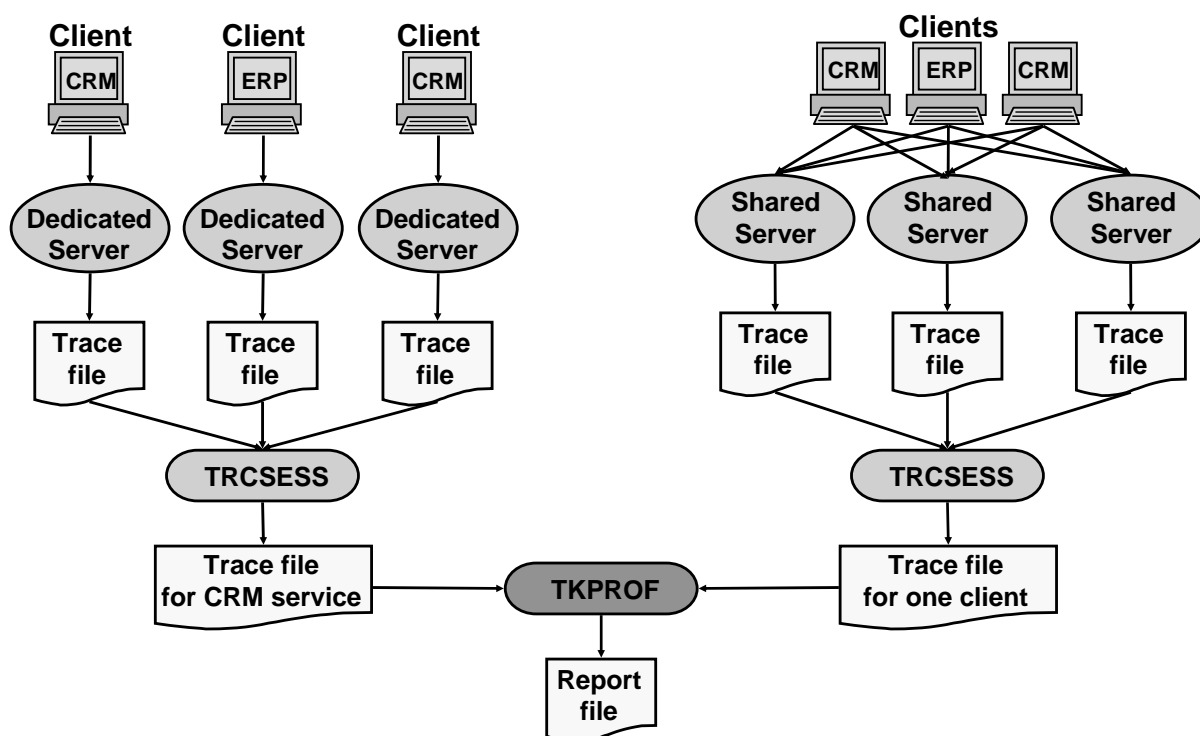 Client
Client
Client
Clients
CRM
ERP
CRM
CRM
ERP
CRM
Dedicated
Server
Dedicated
Server
Dedicated
Server
Shared
Server
Shared
Server
Shared
Server
Trace
file
Trace
file
Trace
file
Trace
file
Trace
file
Trace
file
TRCSESS
TRCSESS
Trace file
for CRM service
TKPROF
Trace file
for one client
Report
file